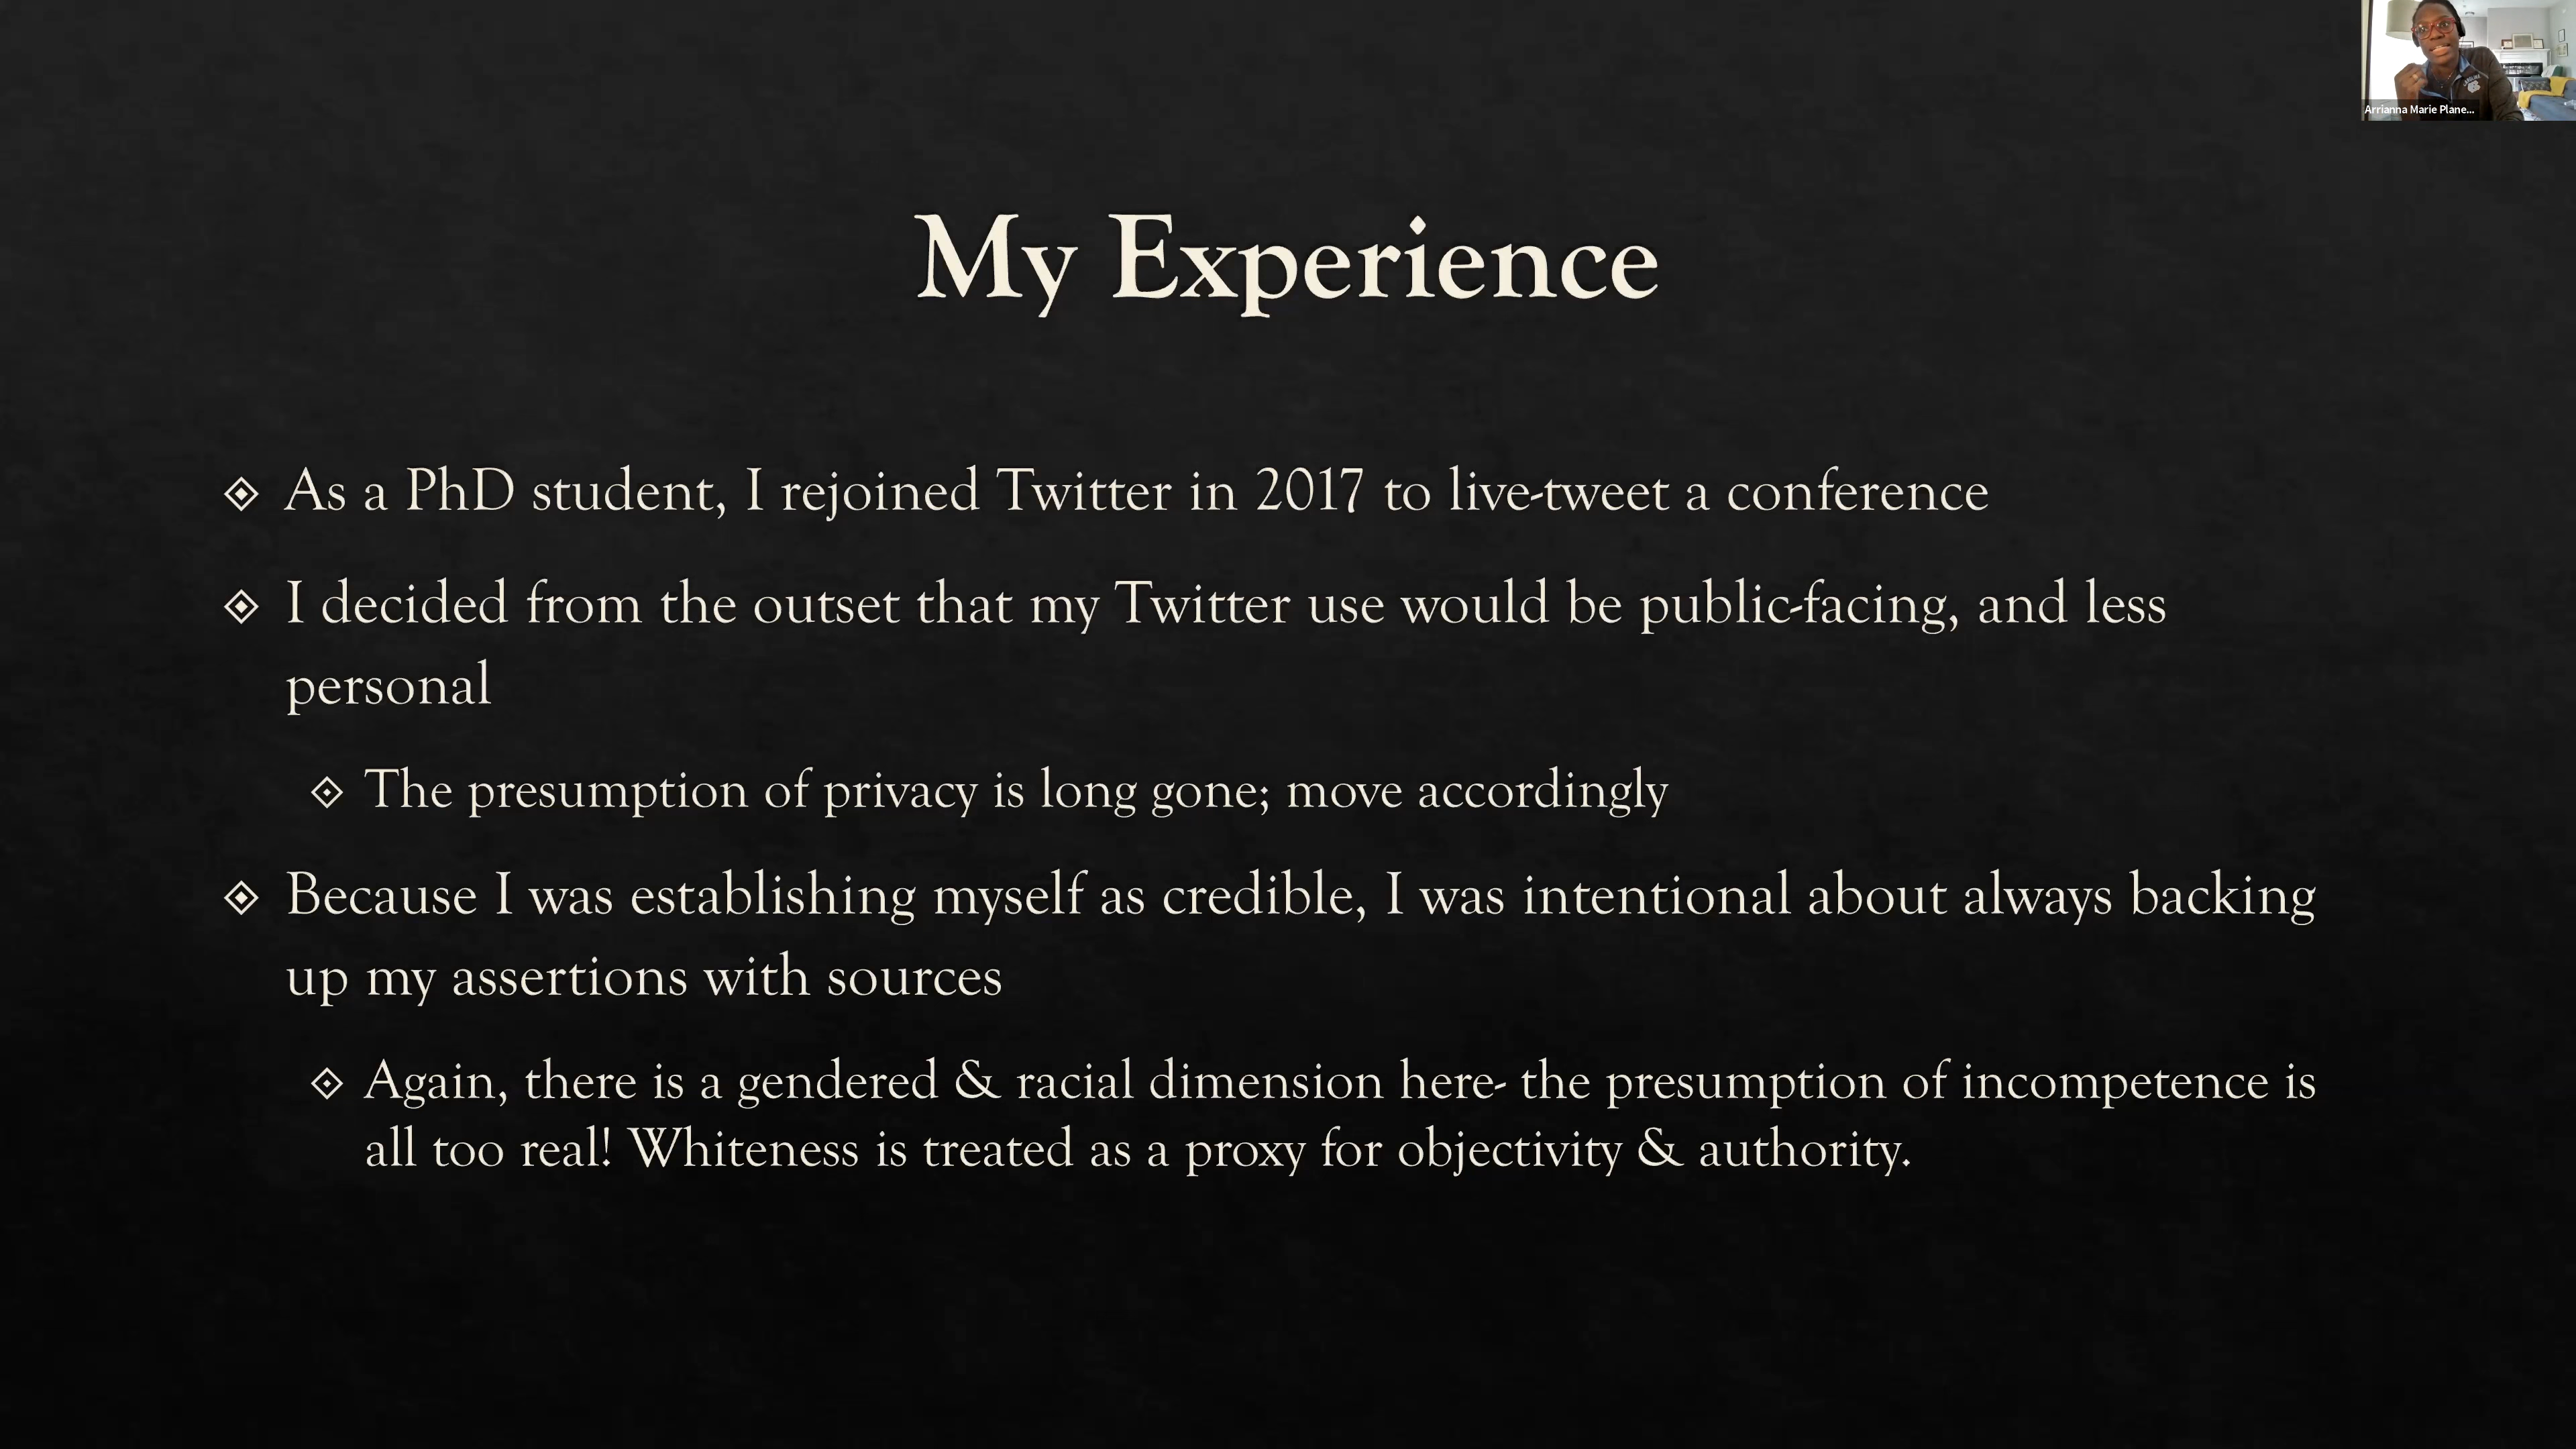 Arrianna Marie Plane...
My Experience
As a PhD student, I rejoined Twitter in 2017 to live-tweet a conference
I decided from the outset that my Twitter use would be public-facing, and less
personal
The presumption of privacy is long gone; move accordingly
Because I was establishing myself as credible, I was intentional about always backing
up my assertions with sources
Again, there is a gendered & racial dimension here- the presumption of incompetence is
all too real! Whiteness is treated as a proxy for objectivity & authority.